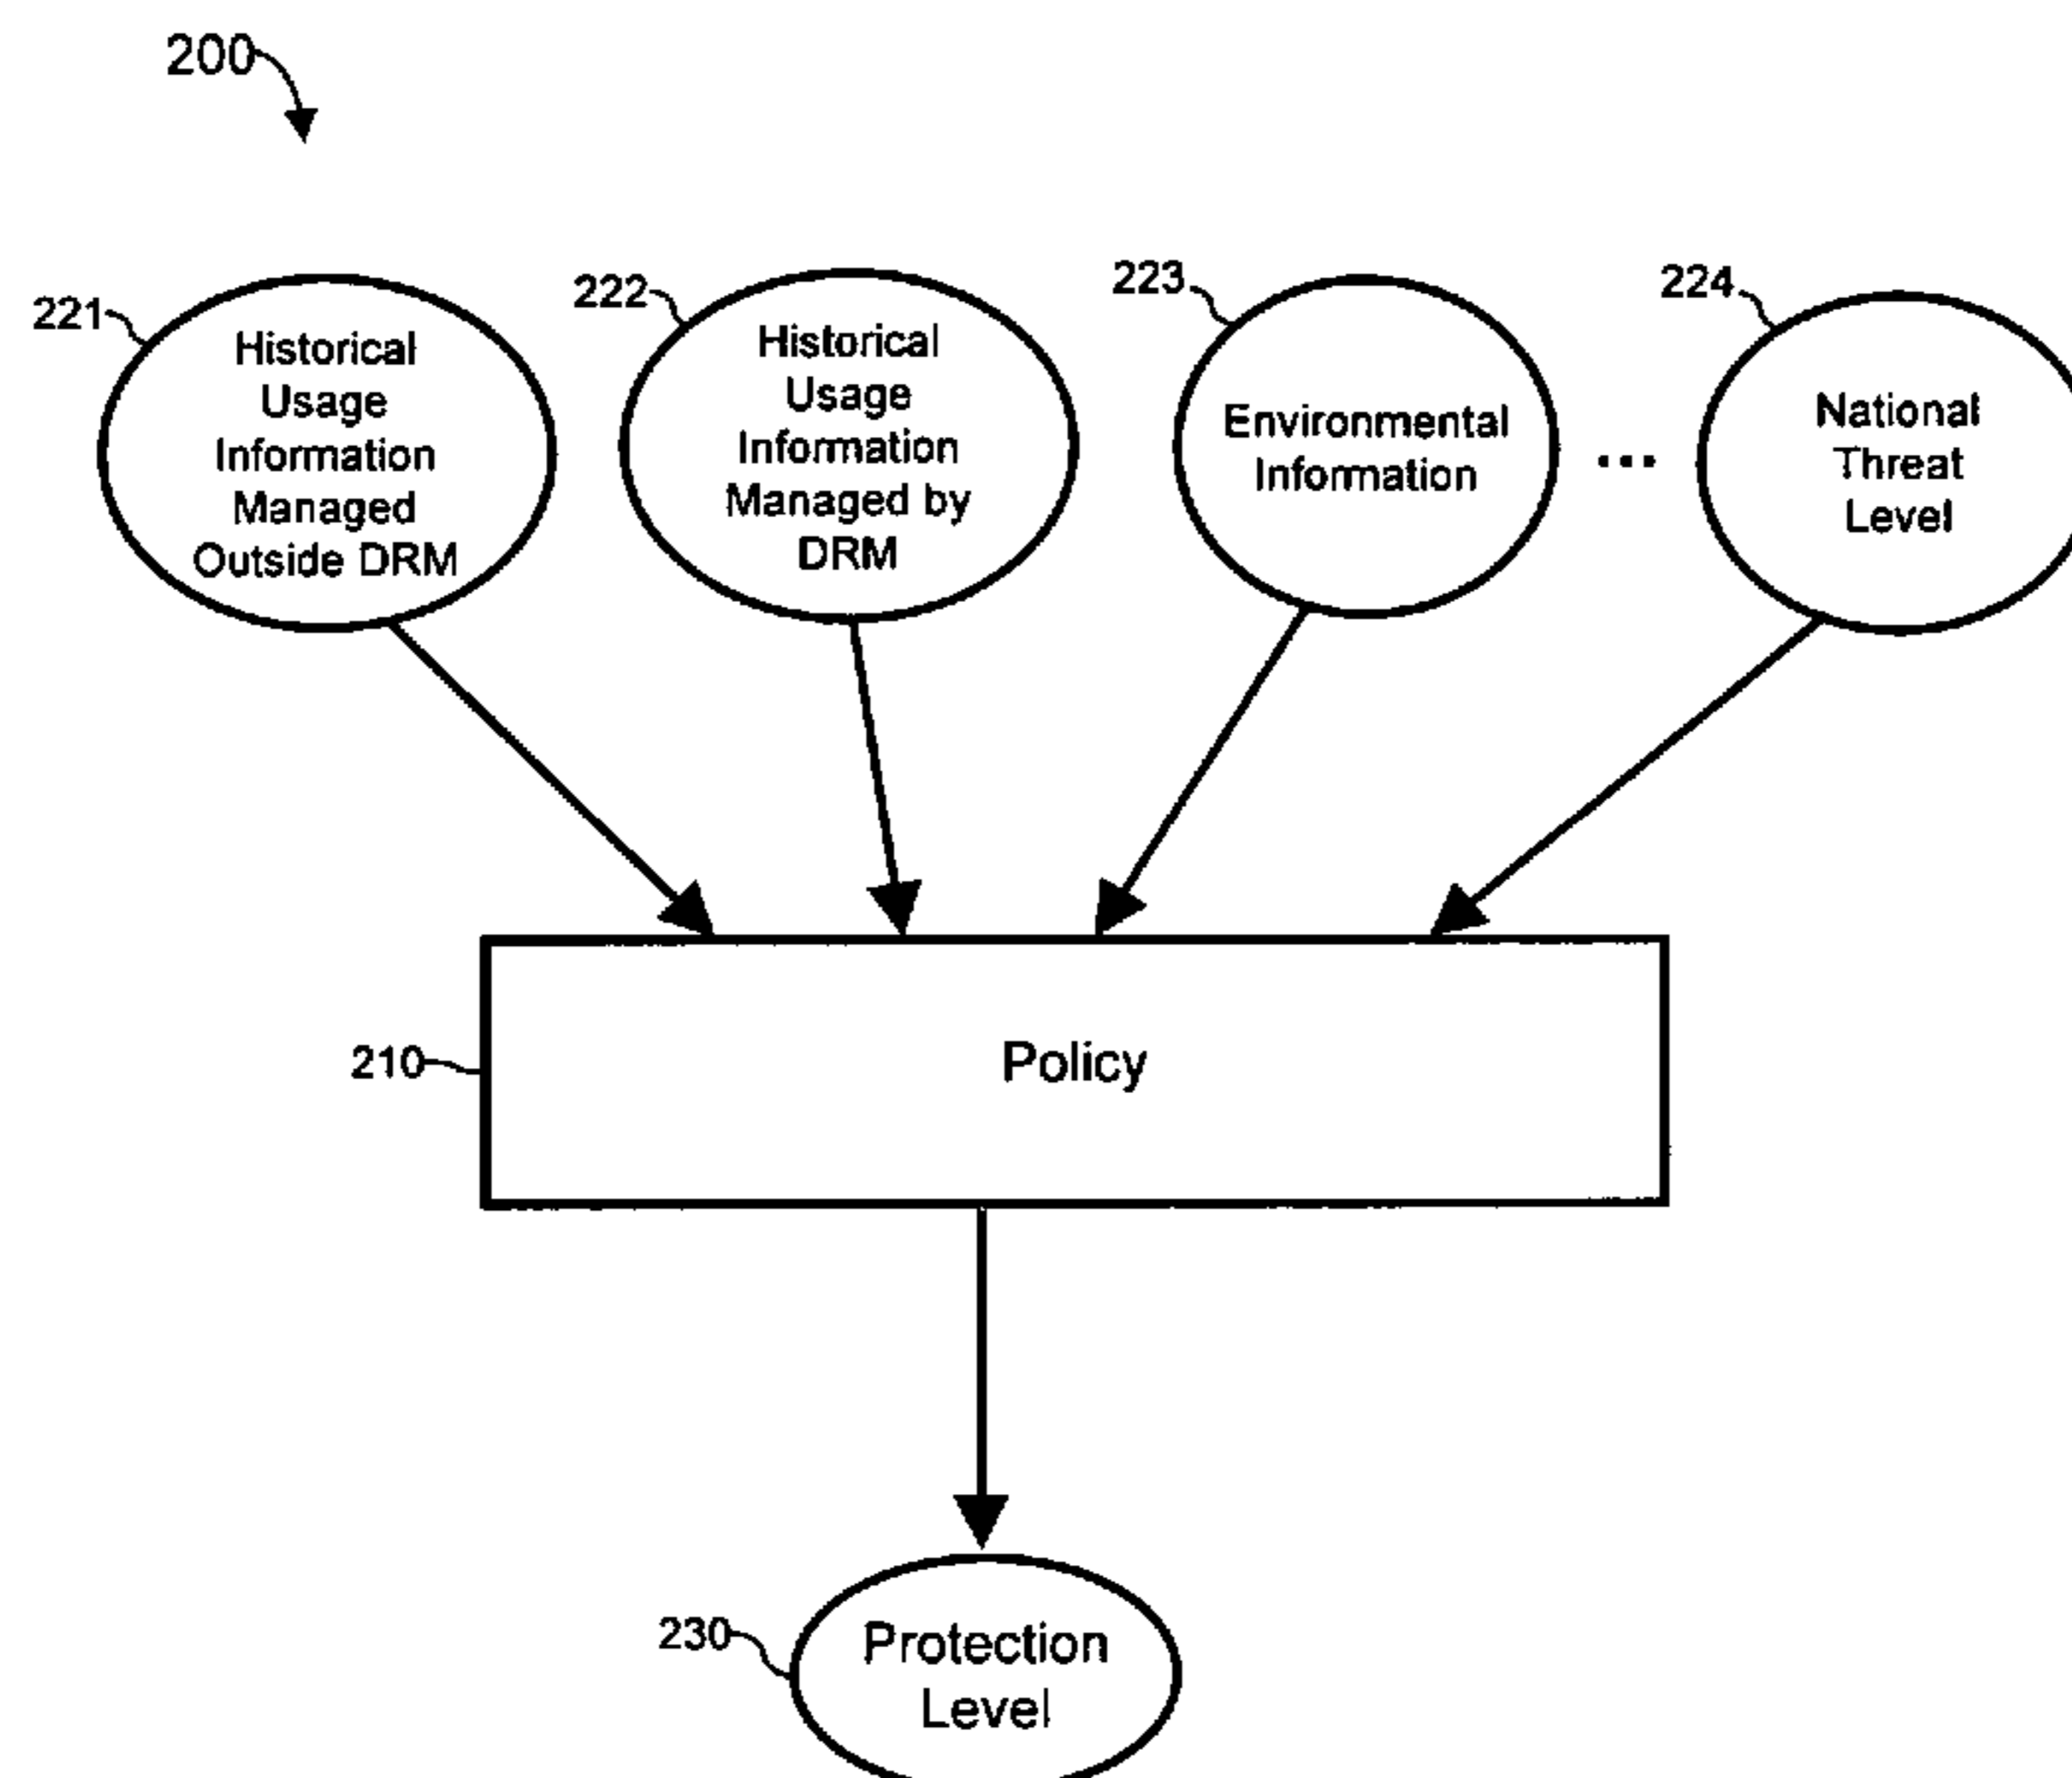 200
221
Historical
Usage
Information
Managed
Outside DRM
222
Historical
Usage
Information
Managed by
DRM
223
Environmental
Information
...
224
National
Threat
Level
210
Policy
230
Protection
Level